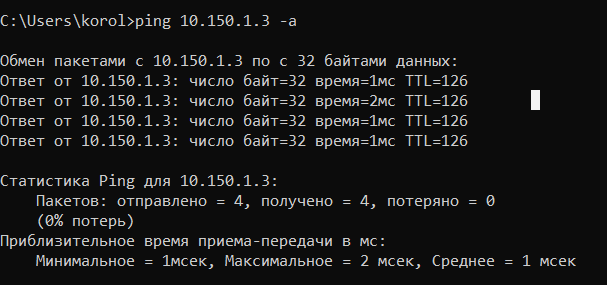 C:\Users\korol>ping 10.150.1.3 -a
Обмен пакетами с 10.150.1.3 по с 32 байтами данных:
Ответ от 10.150.1.3: число байт=32 время=1мс TTL=126
Ответ от 10.150.1.3: число байт=32 время=2мс TTL=126
Ответ от 10.150.1.3: число байт=32 время=1мс TTL=126
Ответ от 10.150.1.3: число байт=32 время=1мс TTL=126
Статистика Ping для 10.150.1.3:
Пакетов: отправлено = 4, получено = 4, потеряно = 0
(0% потерь)
Приблизительное время приема-передачи в мс:
Минимальное = 1мсек, Максимальное = 2 мсек, Среднее = 1 мсек